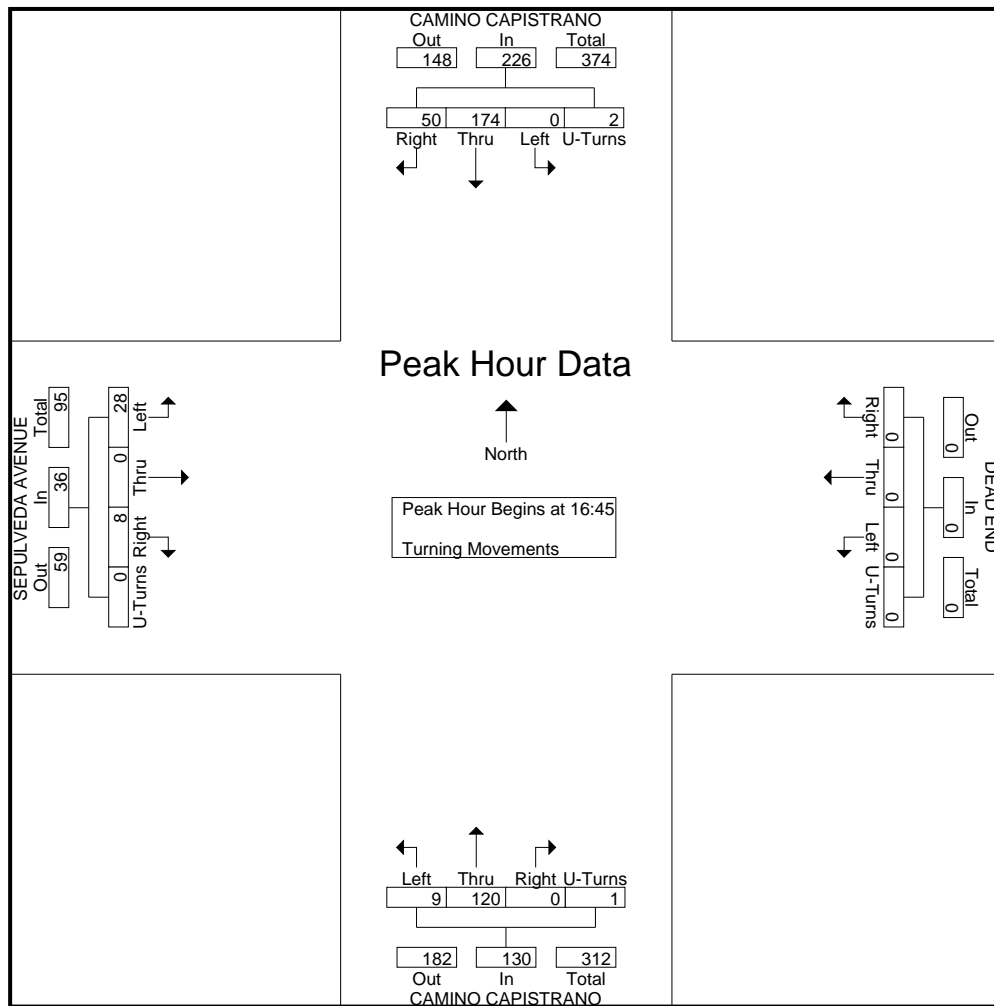 CAMINO CAPISTRANO
Out In Total
148 226 374
50 174 0 2
Right Thru Left U-Turns
Peak Hour Data
North
Peak Hour Begins at 16:45
Turning Movements
SEPULVEDA AVENUE
Out In Total
59 36 95
0 8 0 28
U-Turns Right Thru Left
DEAD END
Out In Total
0 0 0
0 0 0 0
Right Thru Left U-Turns
Left Thru Right U-Turns
9 120 0 1
182 130 312
Out In Total
CAMINO CAPISTRANO